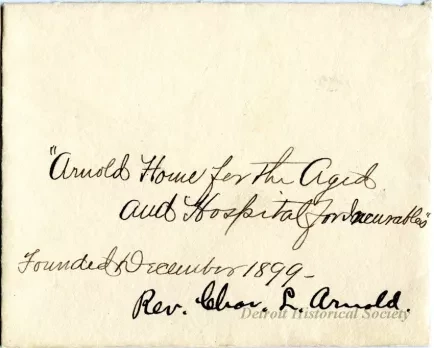 "Arnold Home for the Aged
and Hospital for Incurables"
Founded December 1899-
Rev. Chas. L. Arnold.
Detroit Historical Society